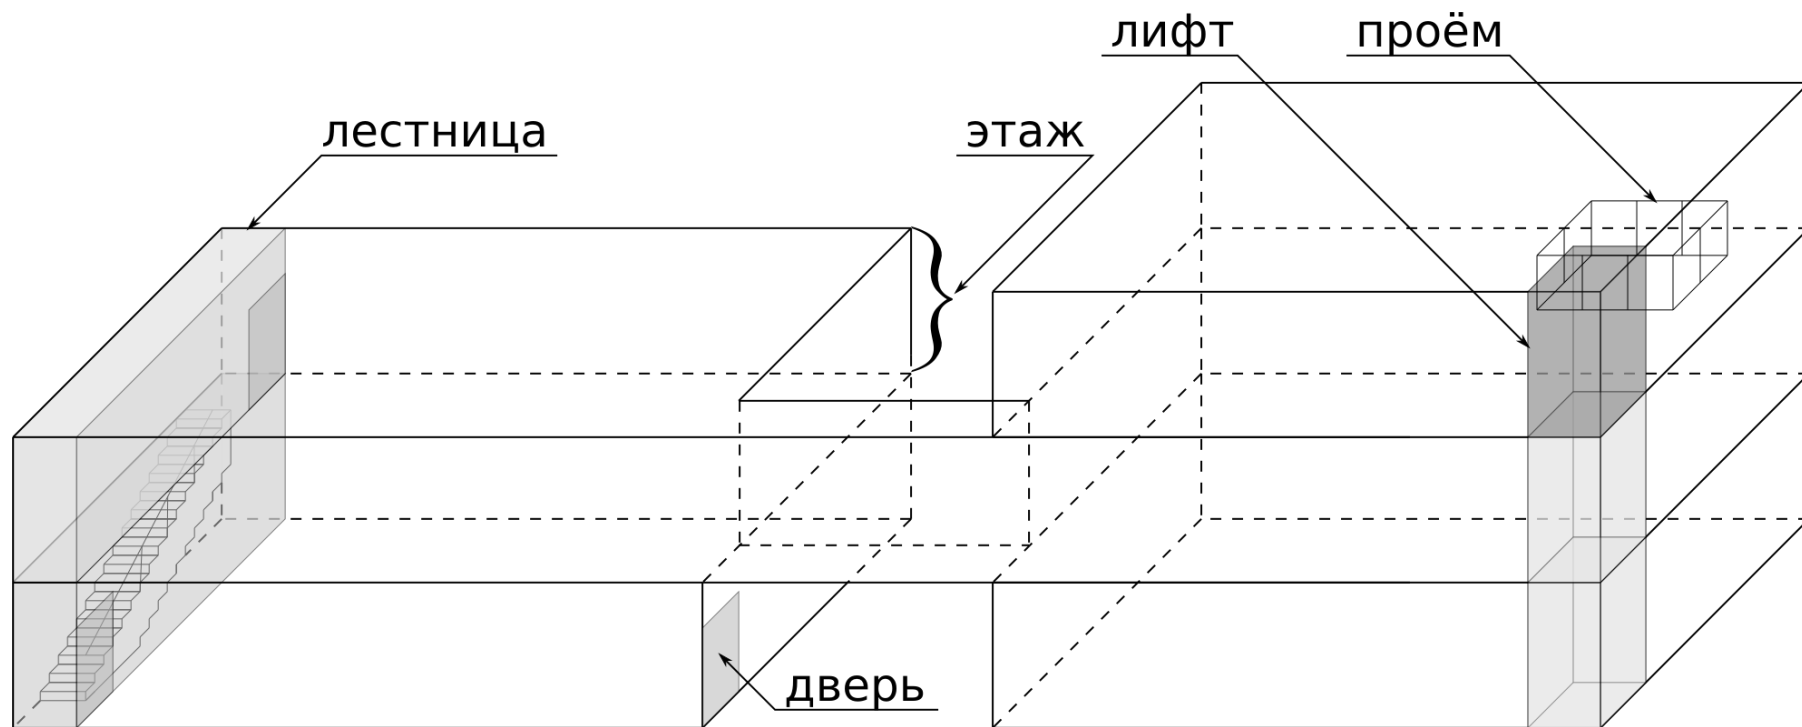 лифт
проём
лестница
этаж
дверь